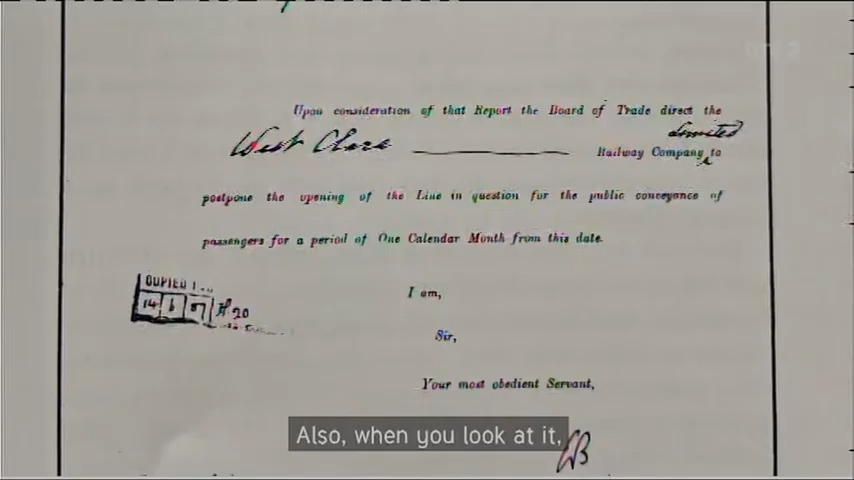 Upon consideration of that Report the Board of Trade direct the
Limited
West Clare Railway Company to
postpone the opening of the Line in question for the public conveyance of
passengers for a period of One Calendar Month from this date.
COPIED
14 6 87
20
I am,
Sir,
Your most obedient Servant,
Also, when you look at it,